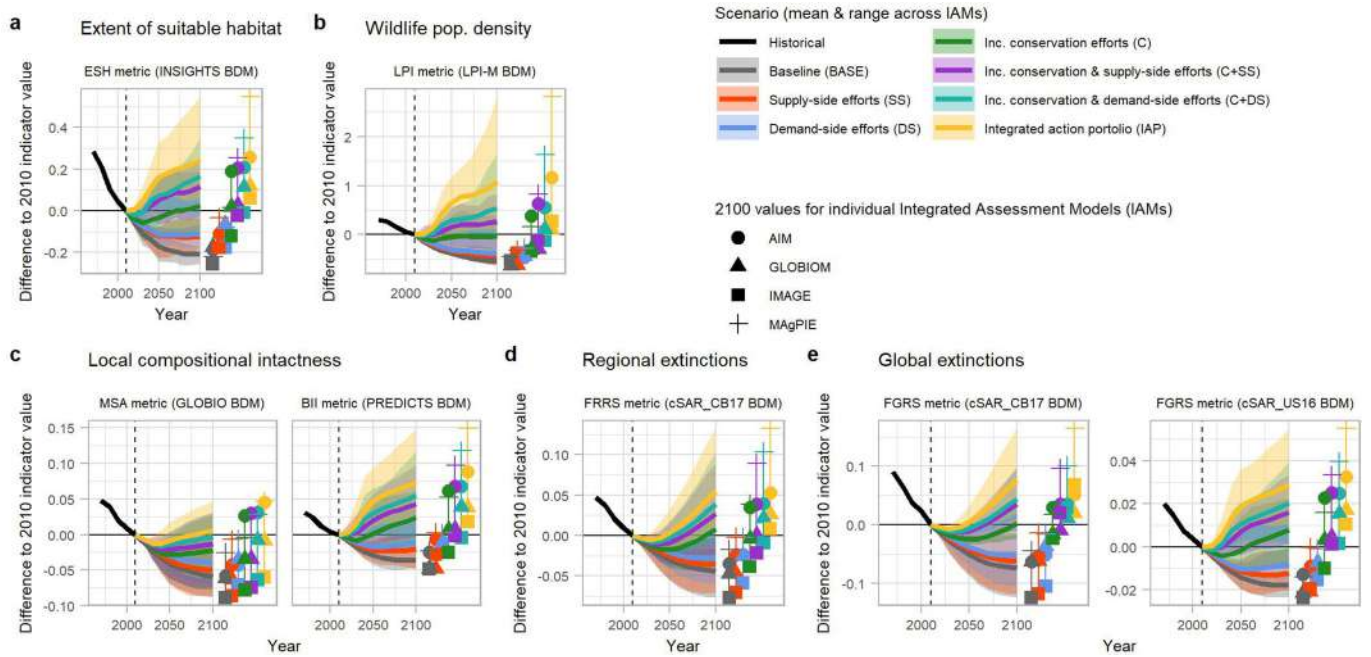 a Extent of suitable habitat
ESH metric (INSIGHTS BDM)
Difference to 2010 indicator value
0.4
0.2
0.0
-0.2
2000 2050 2100
Year
b Wildlife pop. density
LPI metric (LPI-M BDM)
Difference to 2010 indicator value
2
1
0
2000 2050 2100
Year
Scenario (mean & range across IAMs)
Historical
Baseline (BASE)
Supply-side efforts (SS)
Demand-side efforts (DS)
Inc. conservation efforts (C)
Inc. conservation & supply-side efforts (C+SS)
Inc. conservation & demand-side efforts (C+DS)
Integrated action portolio (IAP)
2100 values for individual Integrated Assessment Models (IAMs)
AIM
GLOBIOM
IMAGE
MAgPIE
c Local compositional intactness
MSA metric (GLOBIO BDM)
BII metric (PREDICTS BDM)
Difference to 2010 indicator value
0.15
0.10
0.05
0.00
-0.05
-0.10
2000 2050 2100
2000 2050 2100
Year
d Regional extinctions
FRRS metric (cSAR_CB17 BDM)
Difference to 2010 indicator value
0.10
0.05
0.00
-0.05
2000 2050 2100
Year
e Global extinctions
FGRS metric (cSAR_CB17 BDM)
Difference to 2010 indicator value
0.1
0.0
-0.1
2000 2050 2100
FGRS metric (cSAR_US16 BDM)
0.04
0.02
0.00
-0.02
2000 2050 2100
Year